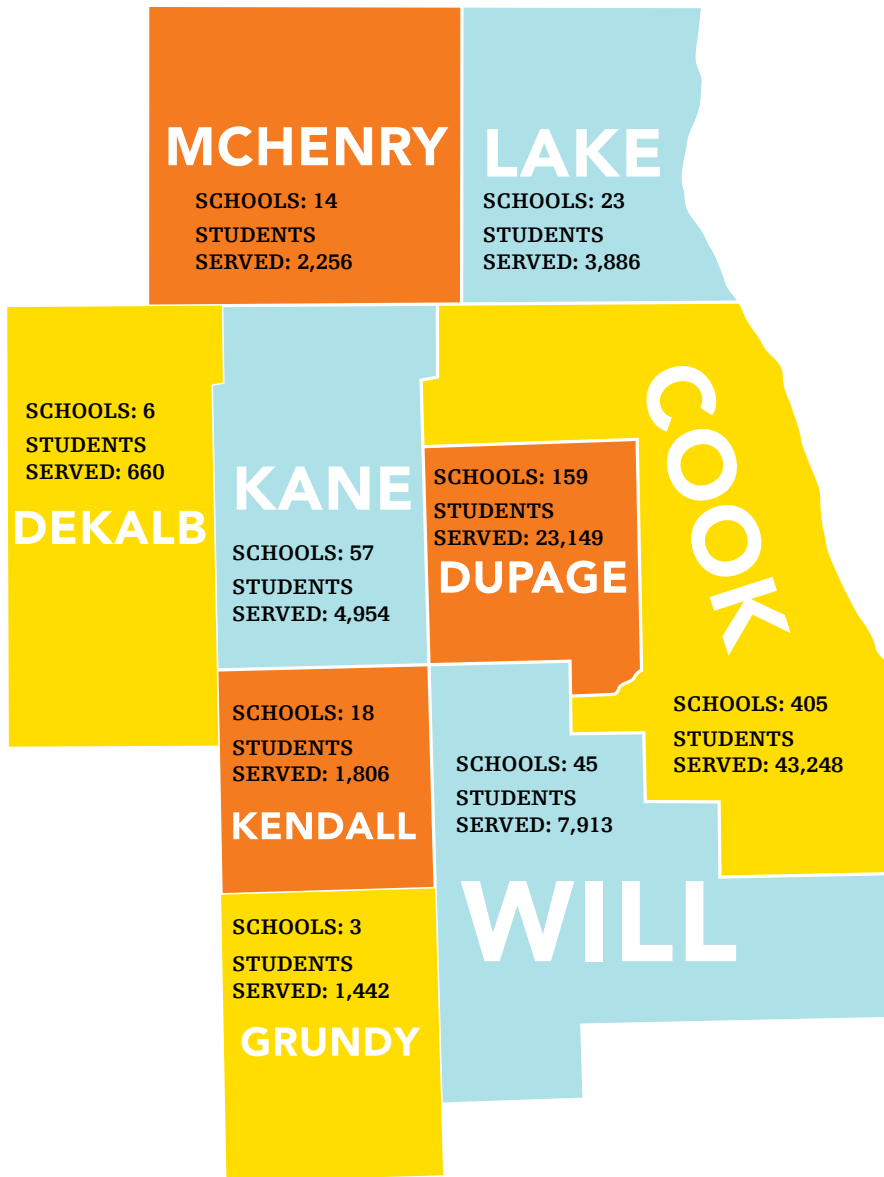 MCHENRY
SCHOOLS: 14
STUDENTS
SERVED: 2,256
LAKE
SCHOOLS: 23
STUDENTS
SERVED: 3,886
SCHOOLS: 6
STUDENTS
SERVED: 660
DEKALB
KANE
SCHOOLS: 57
STUDENTS
SERVED: 4,954
SCHOOLS: 159
STUDENTS
SERVED: 23,149
DUPAGE
COOK
SCHOOLS: 405
STUDENTS
SERVED: 43,248
SCHOOLS: 18
STUDENTS
SERVED: 1,806
KENDALL
SCHOOLS: 45
STUDENTS
SERVED: 7,913
WILL
SCHOOLS: 3
STUDENTS
SERVED: 1,442
GRUNDY